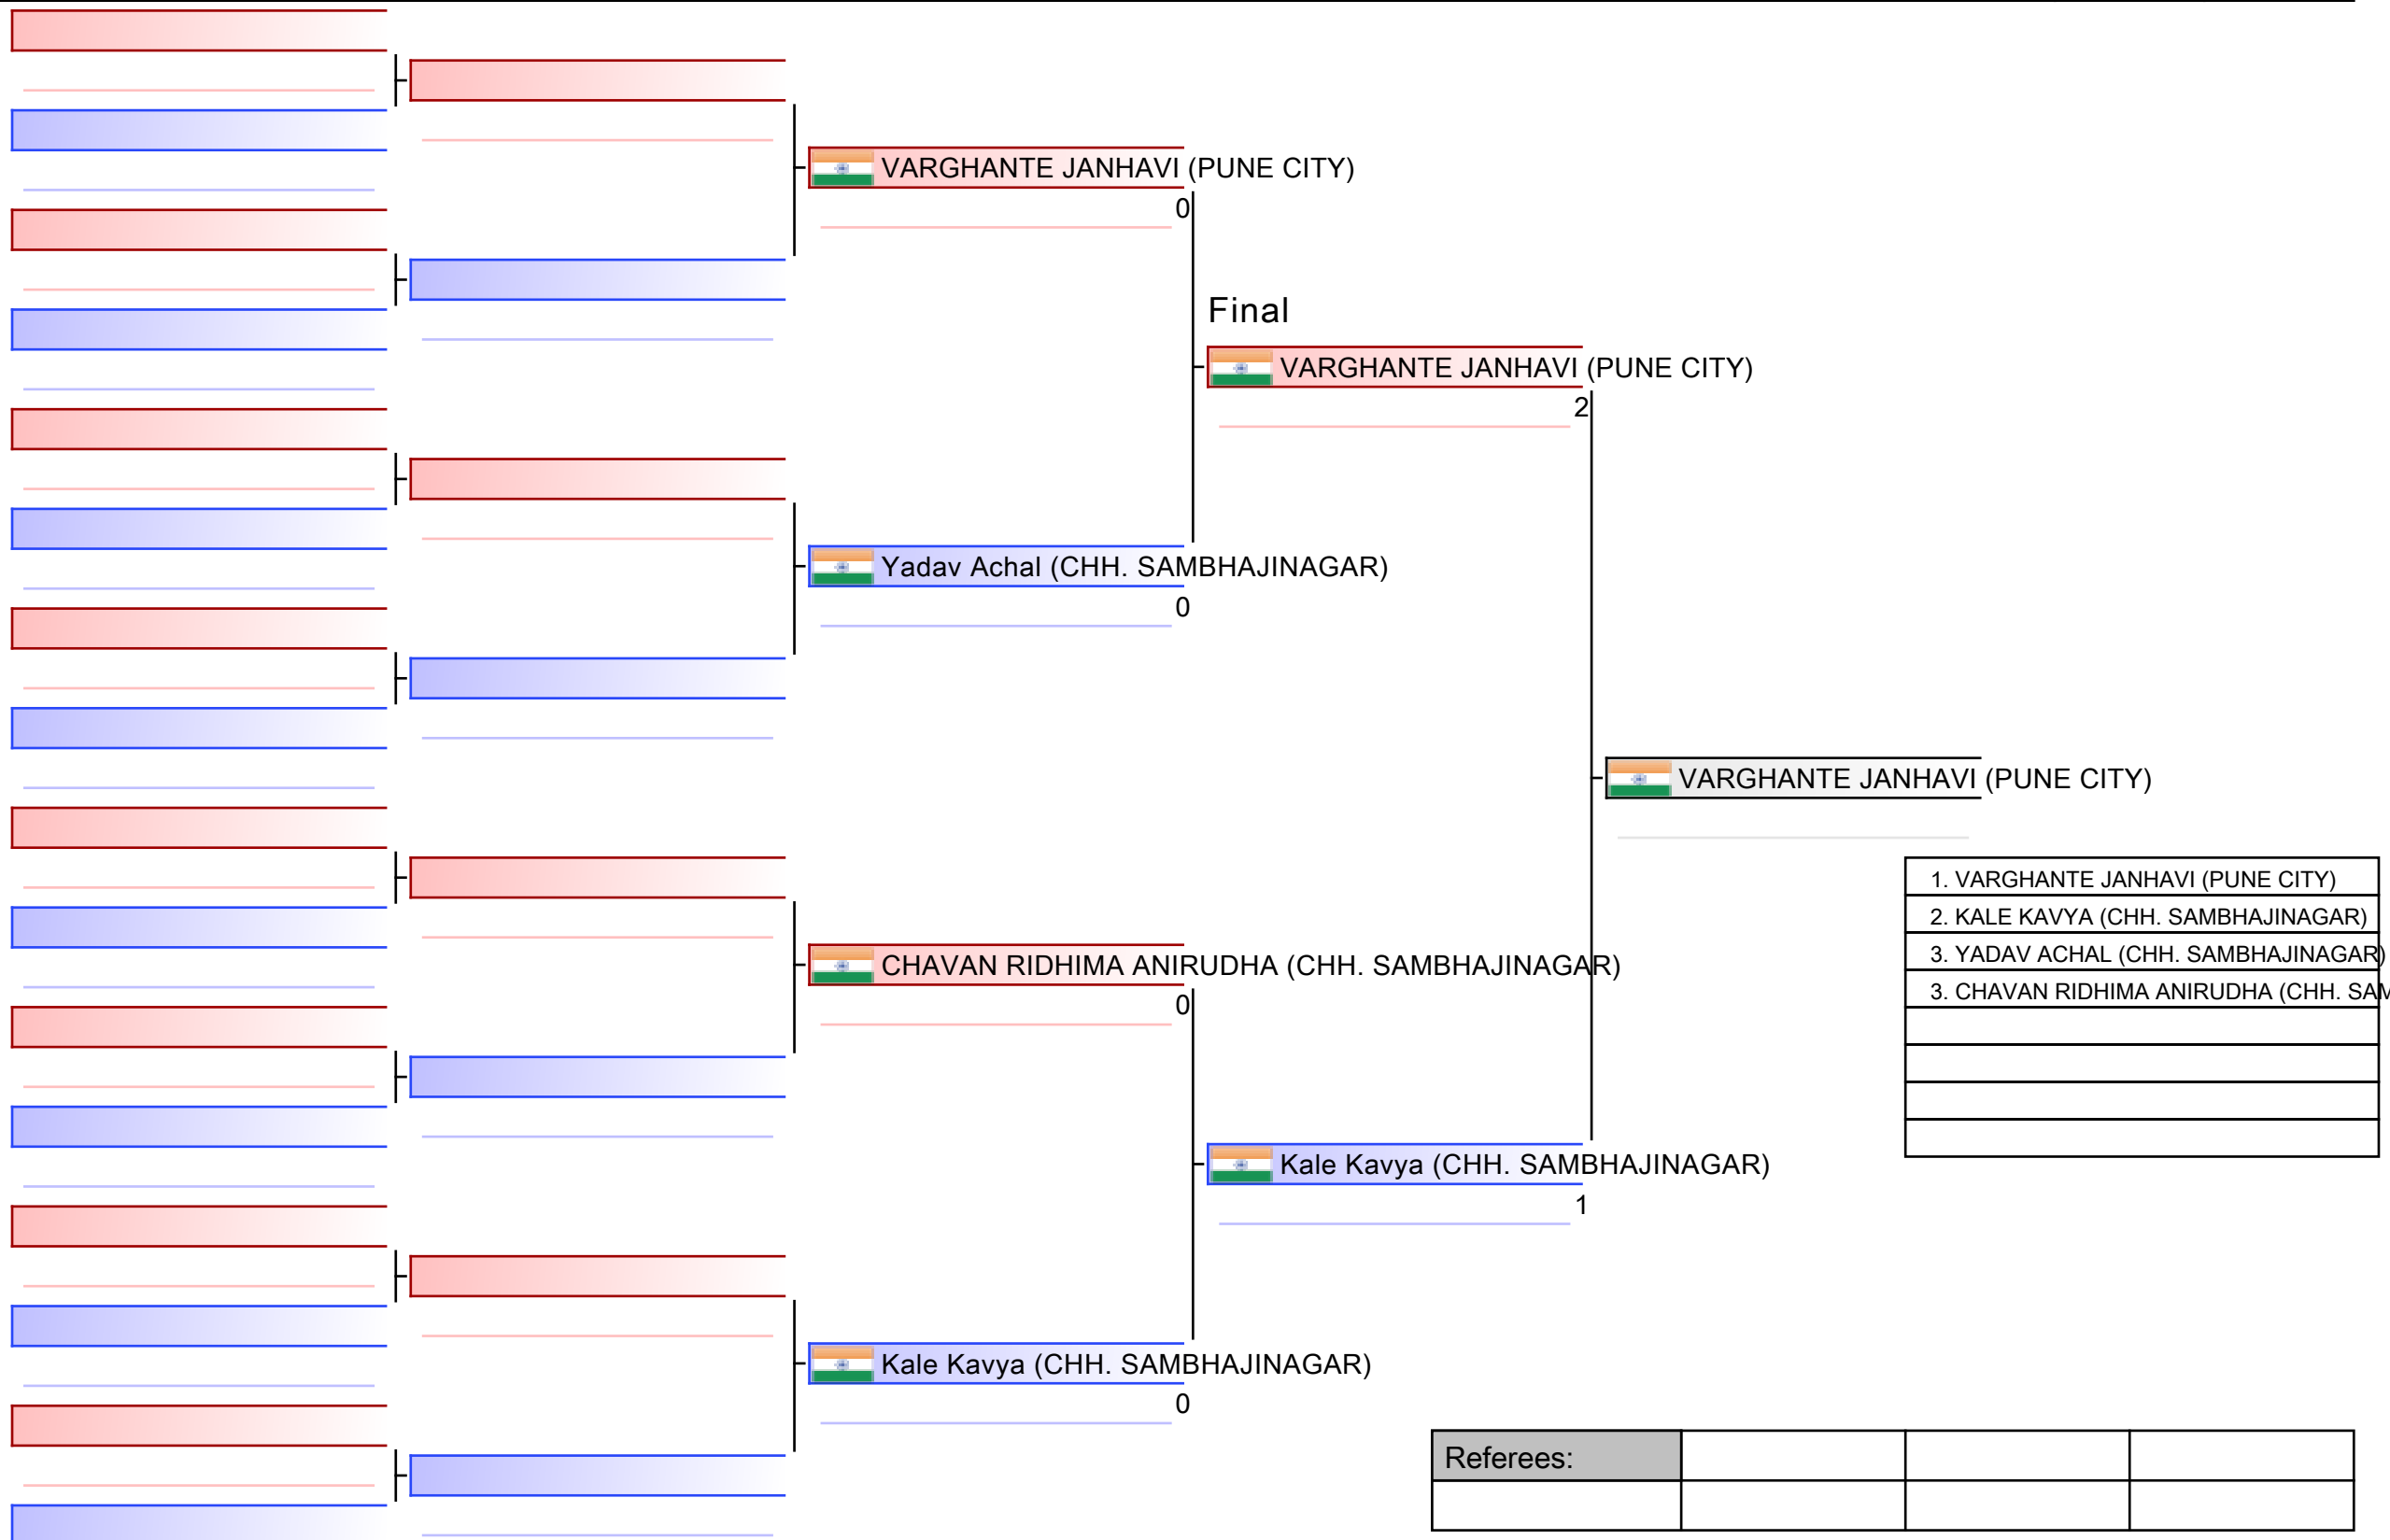 VARGHANTE JANHAVI (PUNE CITY)
0
Final
VARGHANTE JANHAVI (PUNE CITY)
2
Yadav Achal (CHH. SAMBHAJINAGAR)
0
VARGHANTE JANHAVI (PUNE CITY)
1. VARGHANTE JANHAVI (PUNE CITY)
2. KALE KAVYA (CHH. SAMBHAJINAGAR)
3. YADAV ACHAL (CHH. SAMBHAJINAGAR)
3. CHAVAN RIDHIMA ANIRUDHA (CHH. SAM
CHAVAN RIDHIMA ANIRUDHA (CHH. SAMBHAJINAGAR)
0
Kale Kavya (CHH. SAMBHAJINAGAR)
1
Kale Kavya (CHH. SAMBHAJINAGAR)
0
Referees: